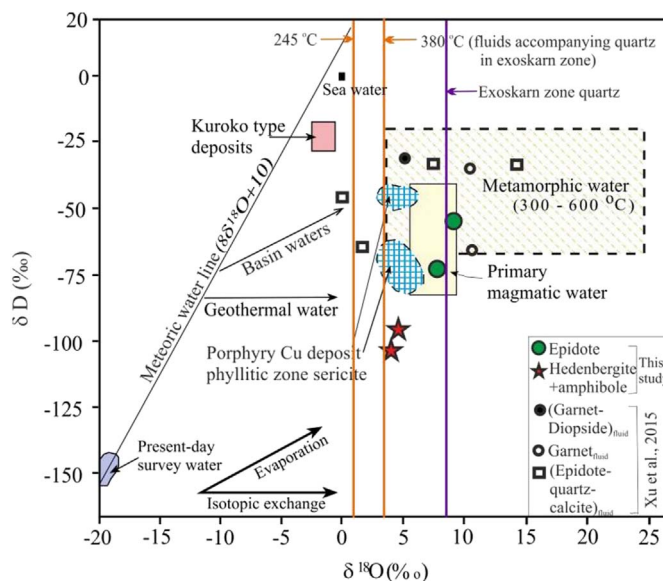 20
0
-25
-50
-75
-100
-125
-150
-5
δ D (‰)
-20
-15
-10
-5
0
5
10
15
20
25
δ ¹⁸O(‰)
245 °C
380 °C (fluids accompanying quartz
in exoskarn zone)
Exoskarn zone quartz
Sea water
Kuroko type
deposits
Meteoric water line (8δ¹⁸O+10)
Basin waters
Geothermal water
Metamorphic water
(300 - 600 °C)
Primary
magmatic water
Porphyry Cu deposit
phyllitic zone sericite
Present-day
survey water
Evaporation
Isotopic exchange
Epidote
Hedenbergite
+amphibole
This
study
(Garnet-
Diopside)fluid
Garnetfluid
(Epidote-
quartz-
calcite)fluid
Xu et al., 2015